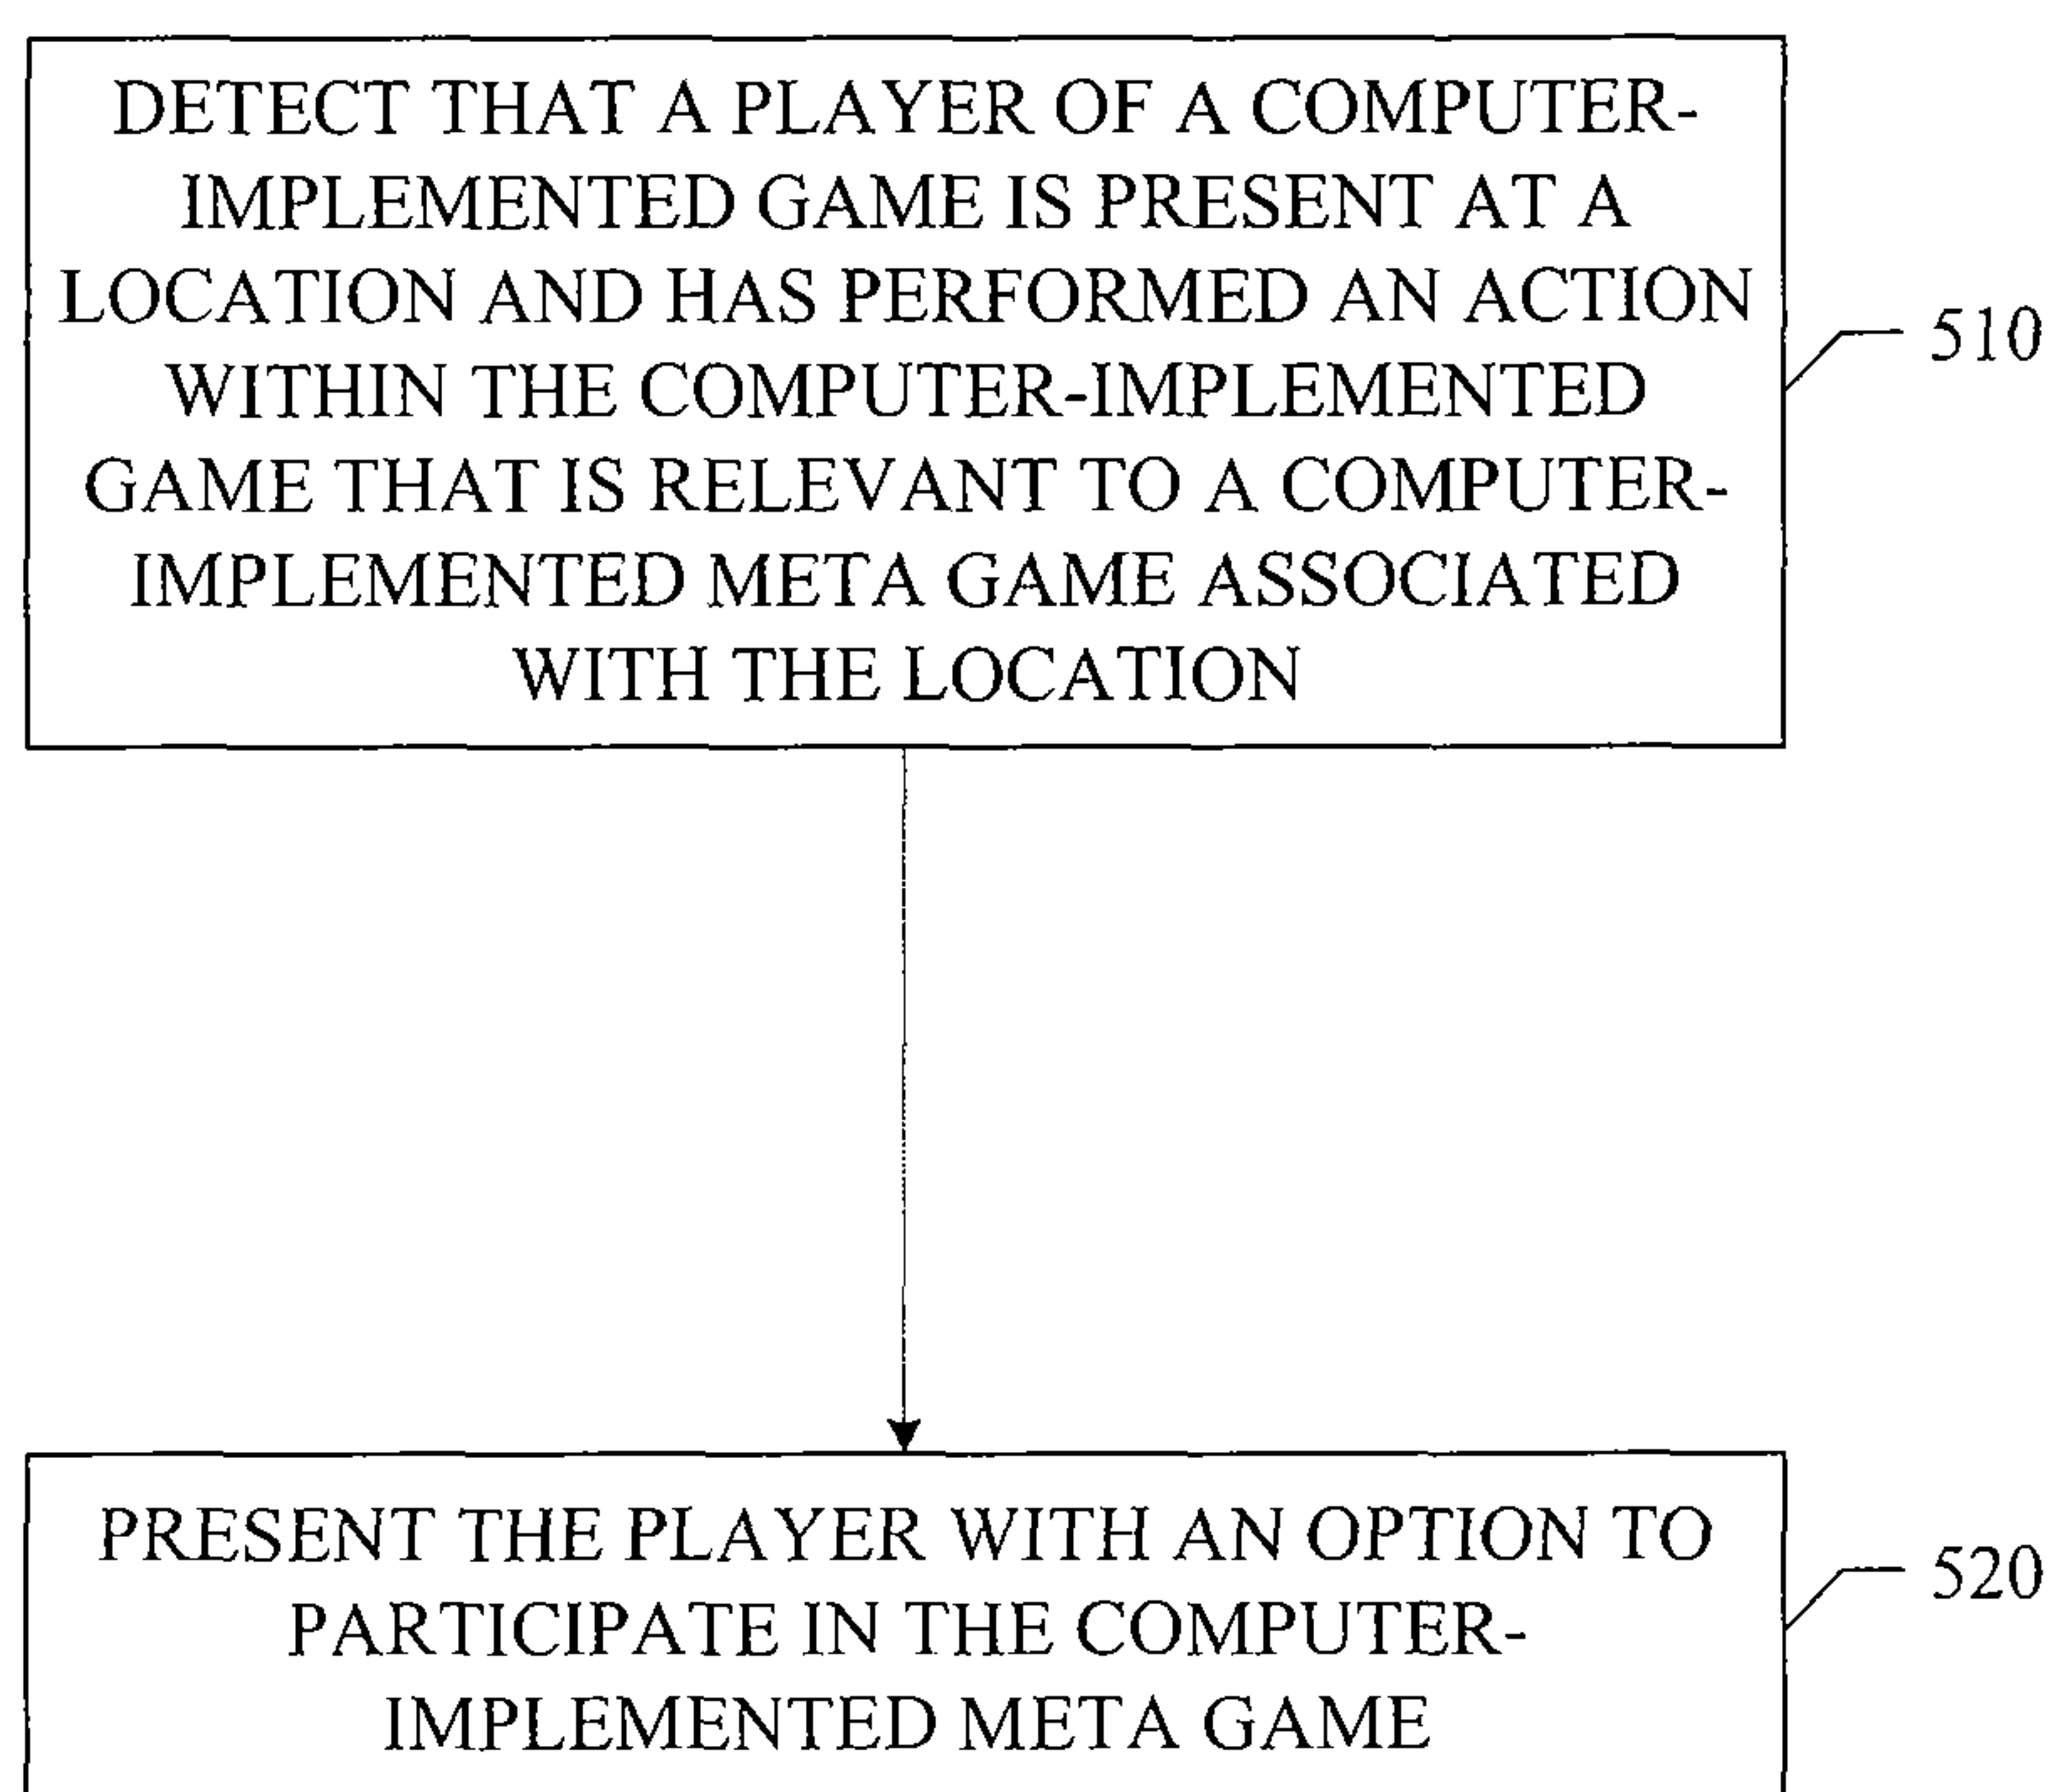 DETECT THAT A PLAYER OF A COMPUTER-
IMPLEMENTED GAME IS PRESENT AT A
LOCATION AND HAS PERFORMED AN ACTION
WITHIN THE COMPUTER-IMPLEMENTED
GAME THAT IS RELEVANT TO A COMPUTER-
IMPLEMENTED META GAME ASSOCIATED
WITH THE LOCATION
510
PRESENT THE PLAYER WITH AN OPTION TO
PARTICIPATE IN THE COMPUTER-
IMPLEMENTED META GAME
520